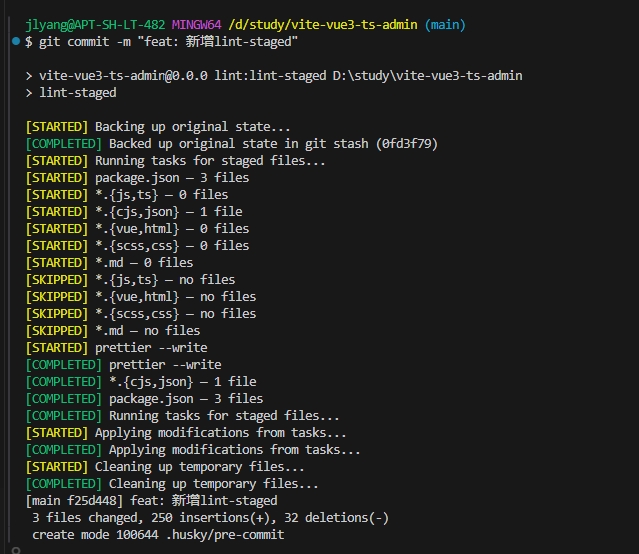 jlyang@APT-SH-LT-482 MINGW64 /d/study/vite-vue3-ts-admin (main)
$ git commit -m "feat: 新增lint-staged"
> vite-vue3-ts-admin@0.0.0 lint:lint-staged D:\study\vite-vue3-ts-admin
> lint-staged
[STARTED] Backing up original state...
[COMPLETED] Backed up original state in git stash (0fd3f79)
[STARTED] Running tasks for staged files...
[STARTED] package.json — 3 files
[STARTED] *.{js,ts} — 0 files
[STARTED] *.{cjs,json} — 1 file
[STARTED] *.{vue,html} — 0 files
[STARTED] *.{scss,css} — 0 files
[STARTED] *.md — 0 files
[SKIPPED] *.{js,ts} — no files
[SKIPPED] *.{vue,html} — no files
[SKIPPED] *.{scss,css} — no files
[SKIPPED] *.md — no files
[STARTED] prettier --write
[COMPLETED] prettier --write
[COMPLETED] *.{cjs,json} — 1 file
[COMPLETED] package.json — 3 files
[COMPLETED] Running tasks for staged files...
[STARTED] Applying modifications from tasks...
[COMPLETED] Applying modifications from tasks...
[STARTED] Cleaning up temporary files...
[COMPLETED] Cleaning up temporary files...
[main f25d448] feat: 新增lint-staged
3 files changed, 250 insertions(+), 32 deletions(-)
create mode 100644 .husky/pre-commit